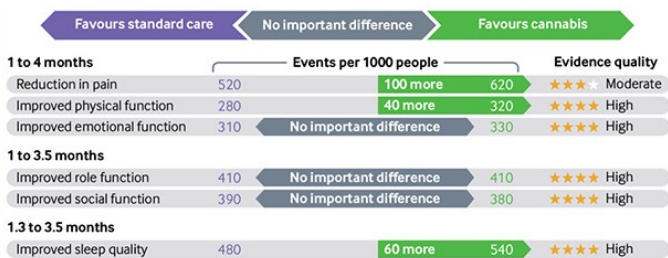 Favours standard care No important difference Favours cannabis
1 to 4 months Events per 1000 people Evidence quality
Reduction in pain 520 100 more 620 Moderate
Improved physical function 280 40 more 320 High
Improved emotional function 310 No important difference 330 High
1 to 3.5 months
Improved role function 410 No important difference 410 High
Improved social function 390 No important difference 380 High
1.3 to 3.5 months
Improved sleep quality 480 60 more 540 High